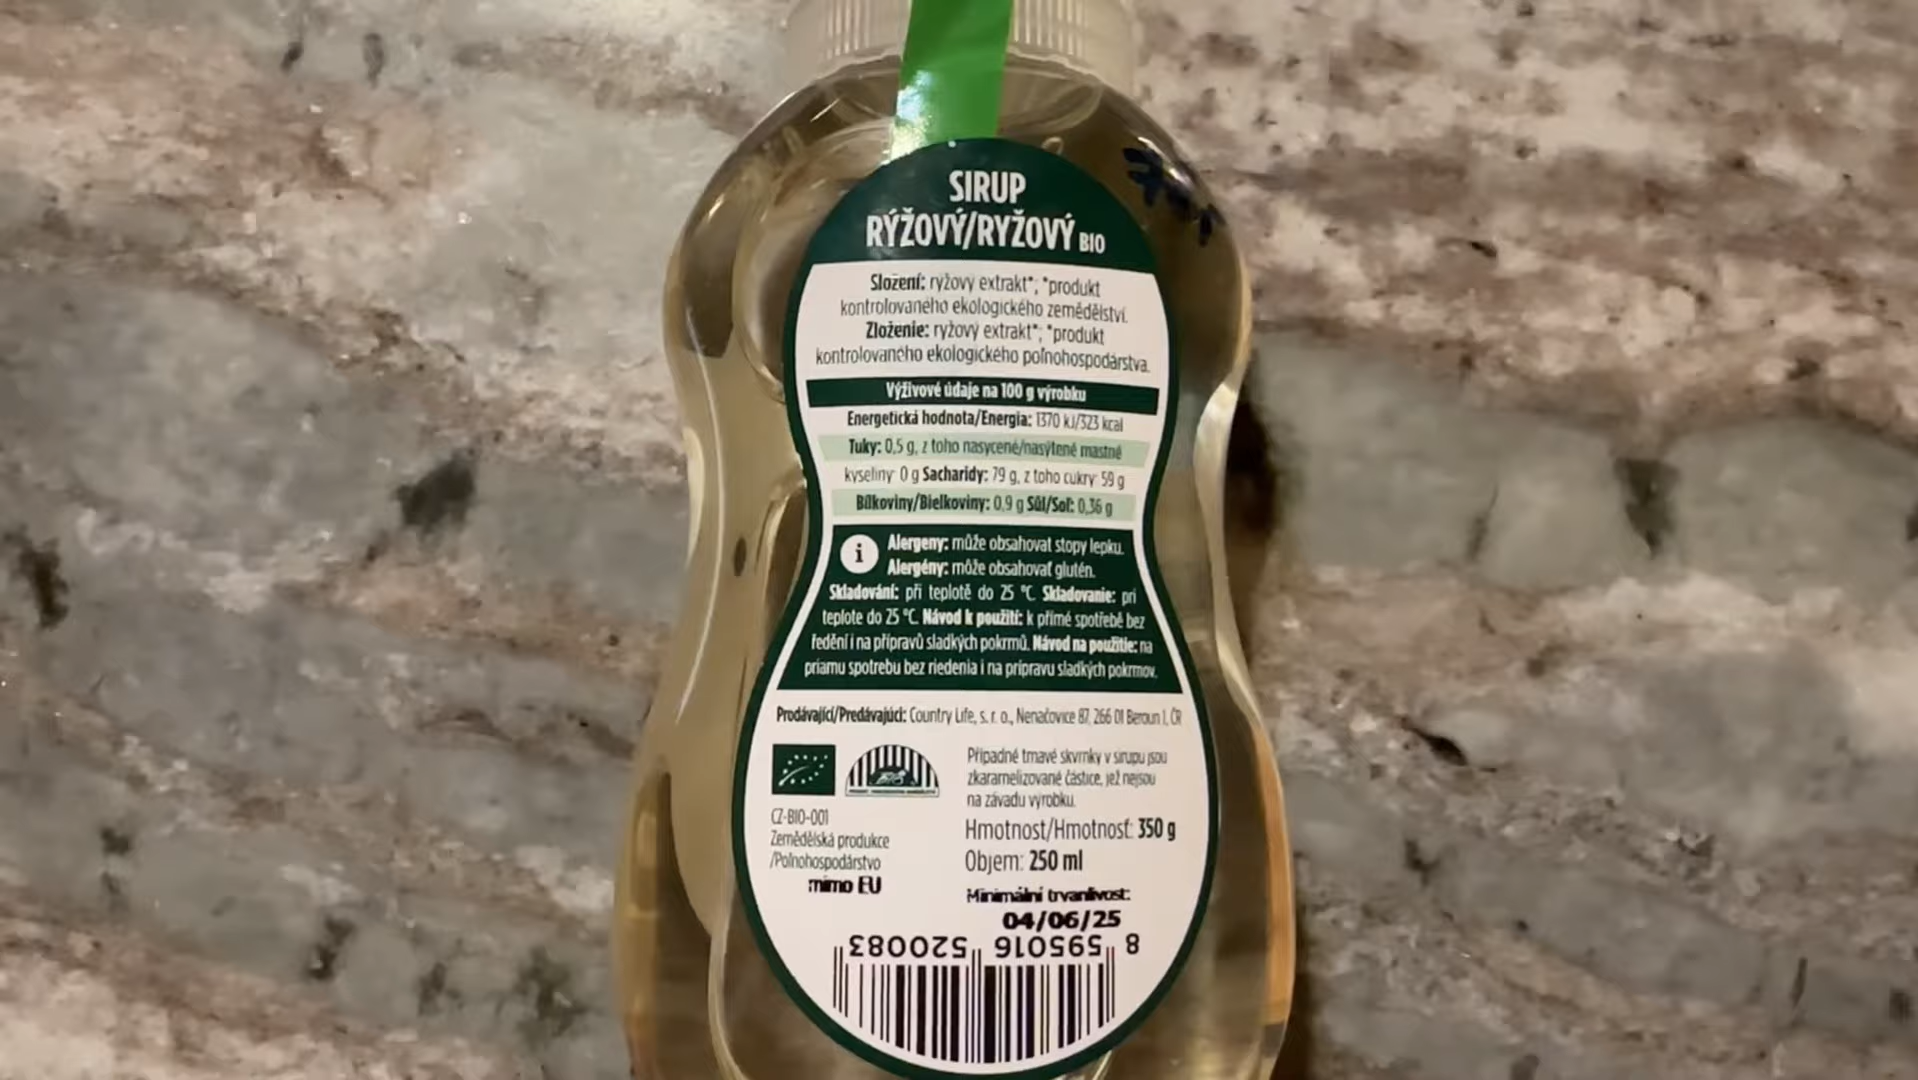 SIRUP
RÝŽOVÝ/RYŽOVÝ BIO
Složení: rýžový extrakt*; *produkt
kontrolovaného ekologického zemědělství.
Zloženie: ryžový extrakt*; *produkt
kontrolovaného ekologického poľnohospodárstva.
Výživové údaje na 100 g výrobku
Energetická hodnota/Energia: 1370 kJ/323 kcal
Tuky: 0,5 g, z toho nasycené/nasýtené mastné
kyseliny: 0 g Sacharidy: 79 g, z toho cukry: 59 g
Bílkoviny/Bielkoviny: 0,9 g Sůl/Soľ: 0,36 g
i
Alergeny: může obsahovat stopy lepku.
Alergény: môže obsahovať glutén.
Skladování: při teplotě do 25 °C. Skladovanie: pri
teplote do 25 °C. Návod k použití: k přímé spotřebě bez
ředění i na přípravů sladkých pokrmů. Návod na použitie: na
priamu spotrebu bez riedenia i na prípravu sladkých pokrmov.
Prodávající/Predávajúci: Country Life, s. r. o., Nenačovice 87, 266 01 Beroun 1, ČR
Případné tmavé skvrnky v sirupu jsou
zkaramelizované částice, jež nejsou
na závadu výrobku.
CZ-BIO-001
Zemědělská produkce
/Poľnohospodárstvo
mimo EU
Hmotnost/Hmotnosť: 350 g
Objem: 250 ml
Minimální trvanlivost:
04/06/25
8 595016 520083